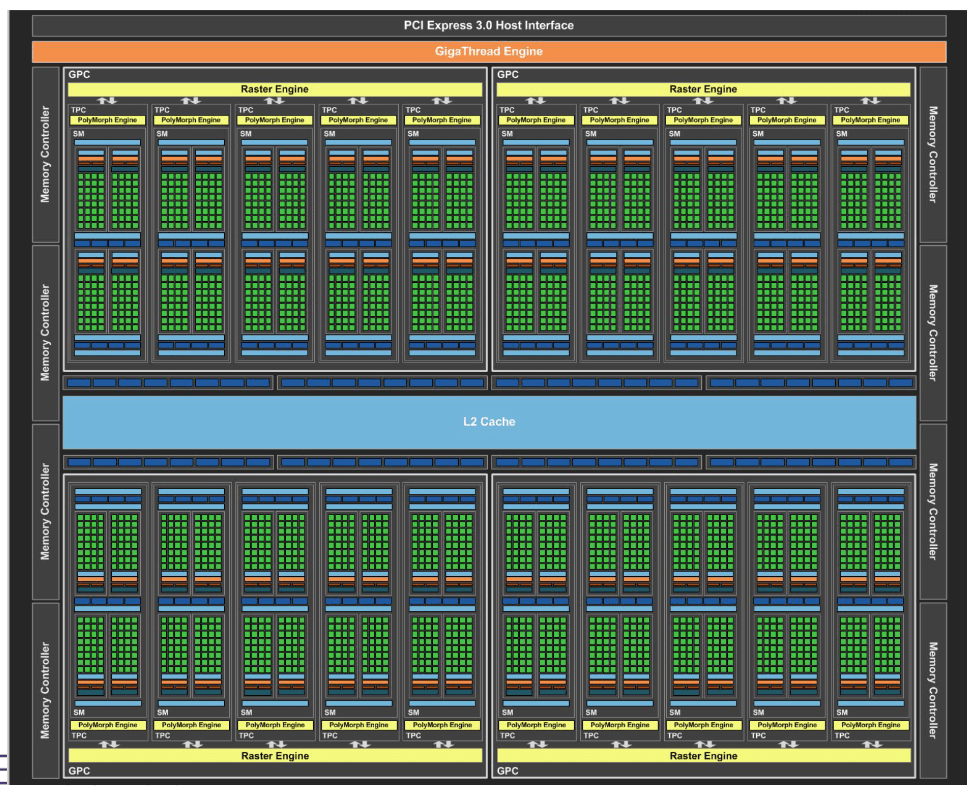 PCI Express 3.0 Host Interface
GigaThread Engine
GPC
Raster Engine
TPC TPC TPC TPC TPC
PolyMorph Engine PolyMorph Engine PolyMorph Engine PolyMorph Engine PolyMorph Engine
SM SM SM SM SM
GPC
Raster Engine
TPC TPC TPC TPC TPC
PolyMorph Engine PolyMorph Engine PolyMorph Engine PolyMorph Engine PolyMorph Engine
SM SM SM SM SM
Memory Controller
Memory Controller
Memory Controller
Memory Controller
L2 Cache
Memory Controller
Memory Controller
Memory Controller
Memory Controller
SM SM SM SM SM
PolyMorph Engine PolyMorph Engine PolyMorph Engine PolyMorph Engine PolyMorph Engine
TPC TPC TPC TPC TPC
Raster Engine
GPC
SM SM SM SM SM
PolyMorph Engine PolyMorph Engine PolyMorph Engine PolyMorph Engine PolyMorph Engine
TPC TPC TPC TPC TPC
Raster Engine
GPC